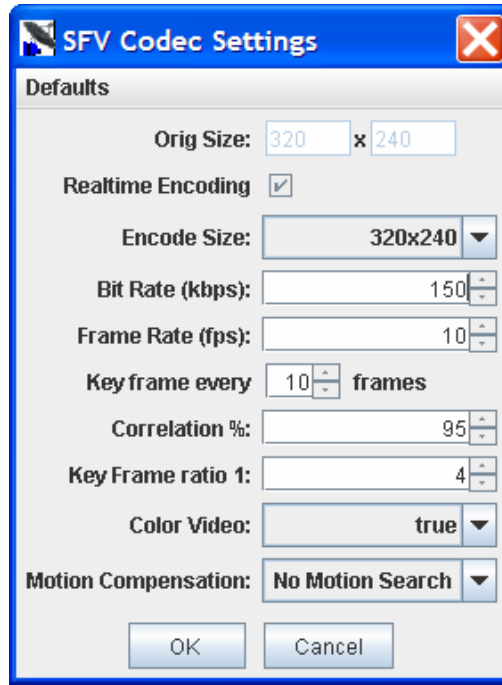 SFV Codec Settings
Defaults
Orig Size: 320 x 240
Realtime Encoding
Encode Size: 320x240
Bit Rate (kbps): 150
Frame Rate (fps): 10
Key frame every 10 frames
Correlation %: 95
Key Frame ratio 1: 4
Color Video: true
Motion Compensation: No Motion Search
OK Cancel